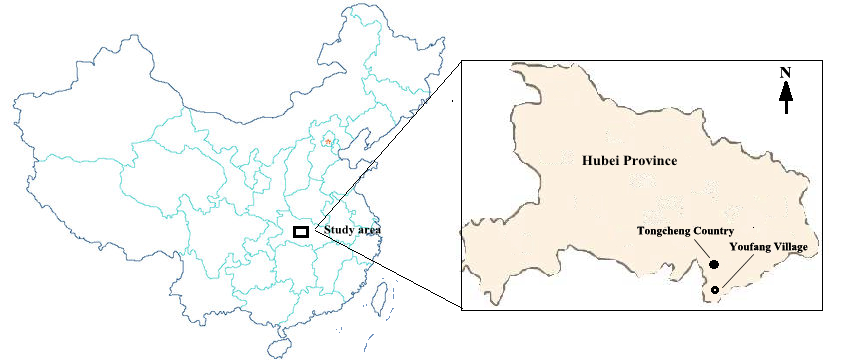 N
Hubei Province
Study area
Tongcheng Country
Youfang Village